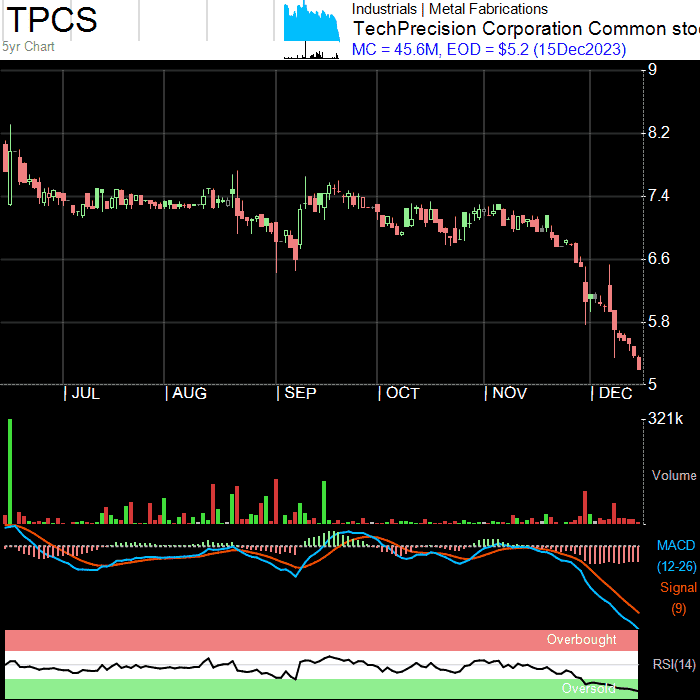 TPCS
5yr Chart
Industrials | Metal Fabrications
TechPrecision Corporation Common sto
MC = 45.6M, EOD = $5.2 (15Dec2023)
9
8.2
7.4
6.6
5.8
5
| JUL | AUG | SEP | OCT | NOV | DEC
321k
Volume
MACD
(12-26)
Signal
(9)
Overbought
RSI(14)
Oversold